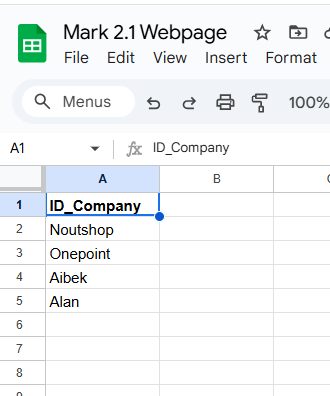 Mark 2.1 Webpage
File Edit View Insert Format
Menus 100%
A1 fx ID_Company
A B
1 ID_Company
2 Noutshop
3 Onepoint
4 Aibek
5 Alan
6
7
8